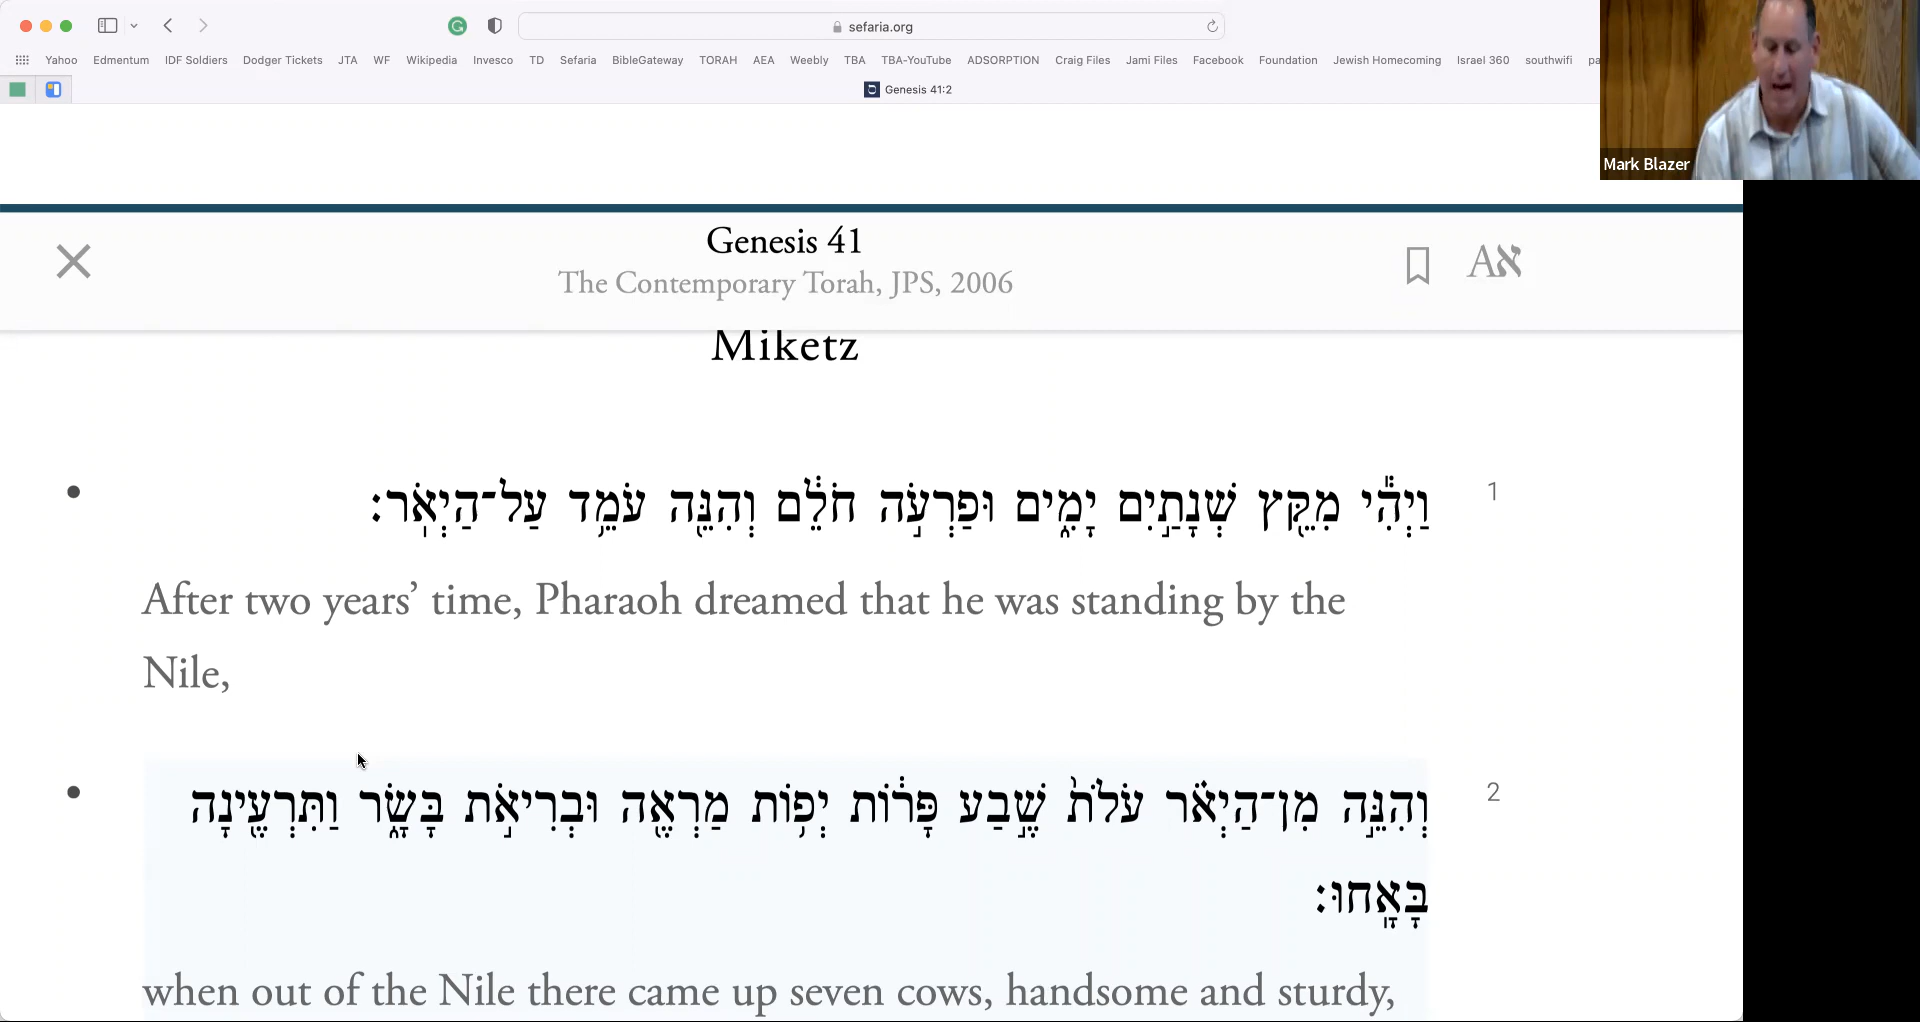 sefaria.org
Yahoo Edmentum IDF Soldiers Dodger Tickets JTA WF Wikipedia Invesco TD Sefaria BibleGateway TORAH AEA Weebly TBA TBA-YouTube ADSORPTION Craig Files Jami Files Facebook Foundation Jewish Homecoming Israel 360 southwifi pa
Genesis 41:2
Mark Blazer
Genesis 41
The Contemporary Torah, JPS, 2006
Aא
Miketz
1
וַיְהִ֕י מִקֵּ֖ץ שְׁנָתַ֣יִם יָמִ֑ים וּפַרְעֹ֣ה חֹלֵ֔ם וְהִנֵּ֖ה עֹמֵ֥ד עַל־הַיְאֹֽר׃
After two years’ time, Pharaoh dreamed that he was standing by the
Nile,
2
וְהִנֵּ֣ה מִן־הַיְאֹ֗ר עֹלֹת֙ שֶׁ֣בַע פָּר֔וֹת יְפ֥וֹת מַרְאֶ֖ה וּבְרִיאֹ֣ת בָּשָׂ֑ר וַתִּרְעֶ֖ינָה
בָּאָֽחוּ׃
when out of the Nile there came up seven cows, handsome and sturdy,